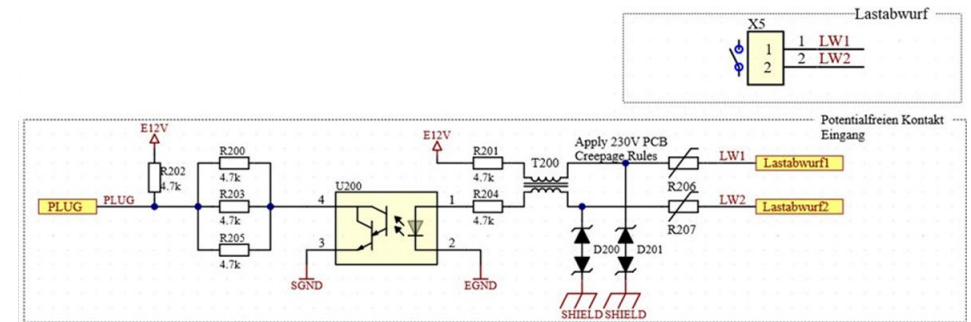 Lastabwurf
X5
1 1 LW1
2 2 LW2
Potentialfreien Kontakt
Eingang
E12V
R202
4.7k
R200
4.7k
PLUG PLUG
R203
4.7k
R205
4.7k
U200
4
3
1
2
SGND
EGND
E12V
R201
4.7k
R204
4.7k
T200
Apply 230V PCB
Creepage Rules
R206
R207
LW1 Lastabwurf1
LW2 Lastabwurf2
D200 D201
SHIELD SHIELD